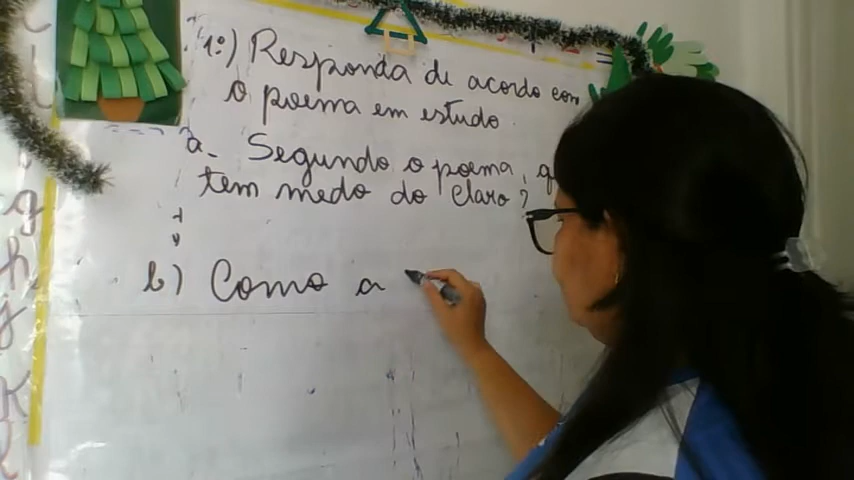 1º) Responda de acordo com
o poema em estudo.
a- Segundo o poema, q
tem medo do claro?
b) Como a